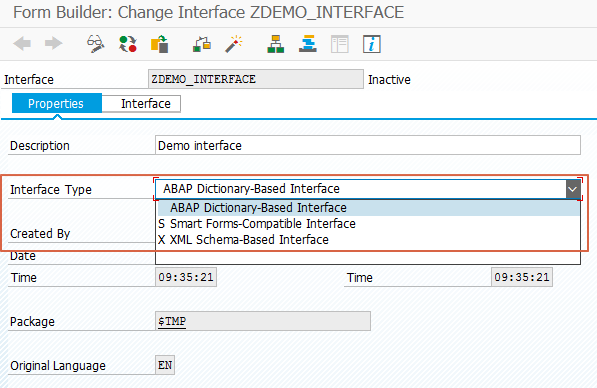 Form Builder: Change Interface ZDEMO_INTERFACE
Interface ZDEMO_INTERFACE Inactive
Properties Interface
Description Demo interface
Interface Type ABAP Dictionary-Based Interface
ABAP Dictionary-Based Interface
S Smart Forms-Compatible Interface
Created By
X XML Schema-Based Interface
Date
Time 09:35:21 Time 09:35:21
Package $TMP
Original Language EN